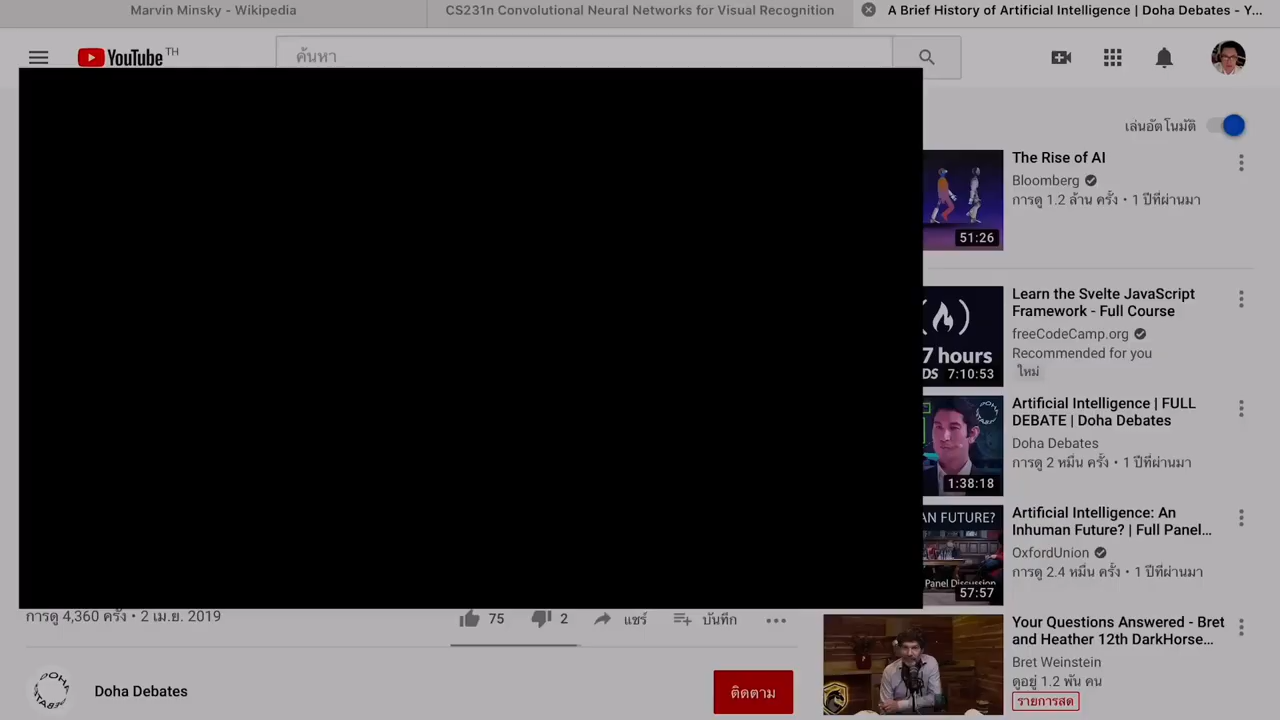 Marvin Minsky - Wikipedia
CS231n Convolutional Neural Networks for Visual Recognition
A Brief History of Artificial Intelligence | Doha Debates - Y...
YouTube TH
ค้นหา
เล่นอัตโนมัติ
The Rise of AI
Bloomberg
การดู 1.2 ล้าน ครั้ง • 1 ปีที่ผ่านมา
51:26
Learn the Svelte JavaScript
Framework - Full Course
freeCodeCamp.org
Recommended for you
ใหม่
7 hours
DS
7:10:53
Artificial Intelligence | FULL
DEBATE | Doha Debates
Doha Debates
การดู 2 หมื่น ครั้ง • 1 ปีที่ผ่านมา
1:38:18
Artificial Intelligence: An
Inhuman Future? | Full Panel...
OxfordUnion
การดู 2.4 หมื่น ครั้ง • 1 ปีที่ผ่านมา
AN FUTURE?
Panel Discussion
57:57
Your Questions Answered - Bret
and Heather 12th DarkHorse...
Bret Weinstein
ดูอยู่ 1.2 พัน คน
รายการสด
การดู 4,360 ครั้ง • 2 เม.ย. 2019
75
2
แชร์
บันทึก
DOHA DEBATES
Doha Debates
ติดตาม